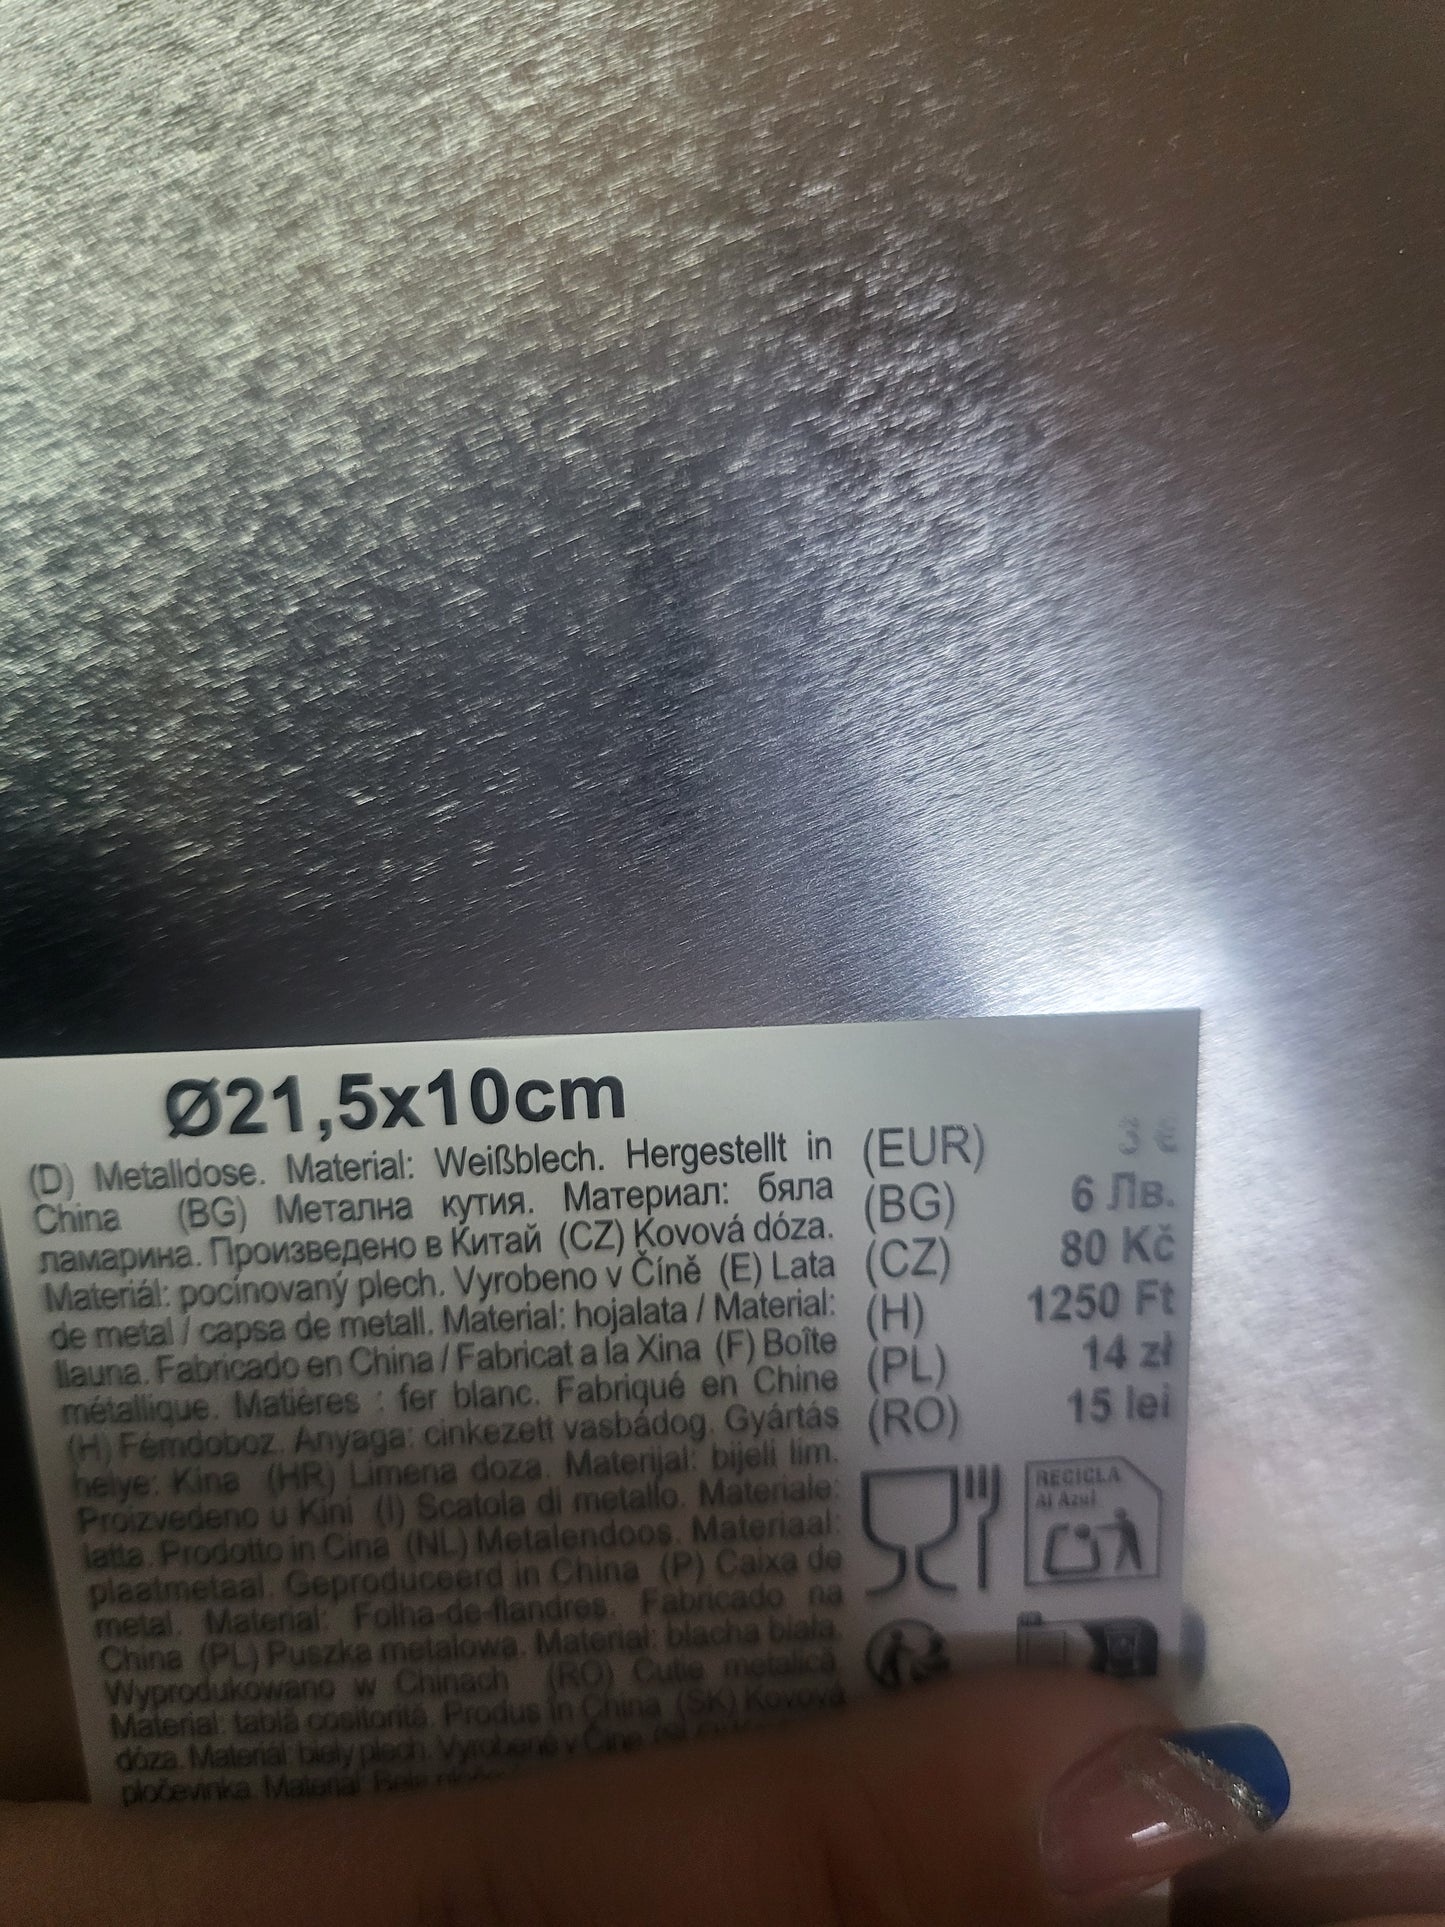 Ø21,5x10cm
(D) Metalldose. Material: Weißblech. Hergestellt in
China (BG) Метална кутия. Материал: бяла
ламарина. Произведено в Китай (CZ) Kovová dóza.
Materiál: pocínovaný plech. Vyrobeno v Číně (E) Lata
de metal / capsa de metall. Material: hojalata / Material:
llauna. Fabricado en China / Fabricat a la Xina (F) Boîte
métallique. Matières : fer blanc. Fabriqué en Chine
(H) Fémdoboz. Anyaga: cinkezett vasbádog. Gyártás
helye: Kína (HR) Limena doza. Materijal: bijeli lim.
Proizvedeno u Kini (I) Scatola di metallo. Materiale:
latta. Prodotto in Cina (NL) Metalendoos. Materiaal:
plaatmetaal. Geproduceerd in China (P) Caixa de
metal. Material: Folha-de-flandres. Fabricado na
China (PL) Puszka metalowa. Materiał: blacha biała.
Wyprodukowano w Chinach (RO) Cutie metalică
Material: tablă cositorită. Produs în China (SK) Kovová
dóza. Materiál: biely plech. Vyrobené v Číne
pločevinka. Material: Bela
(EUR) 3 €
(BG) 6 Лв.
(CZ) 80 Kč
(H) 1250 Ft
(PL) 14 zł
(RO) 15 lei
RECICLA
Al Azul